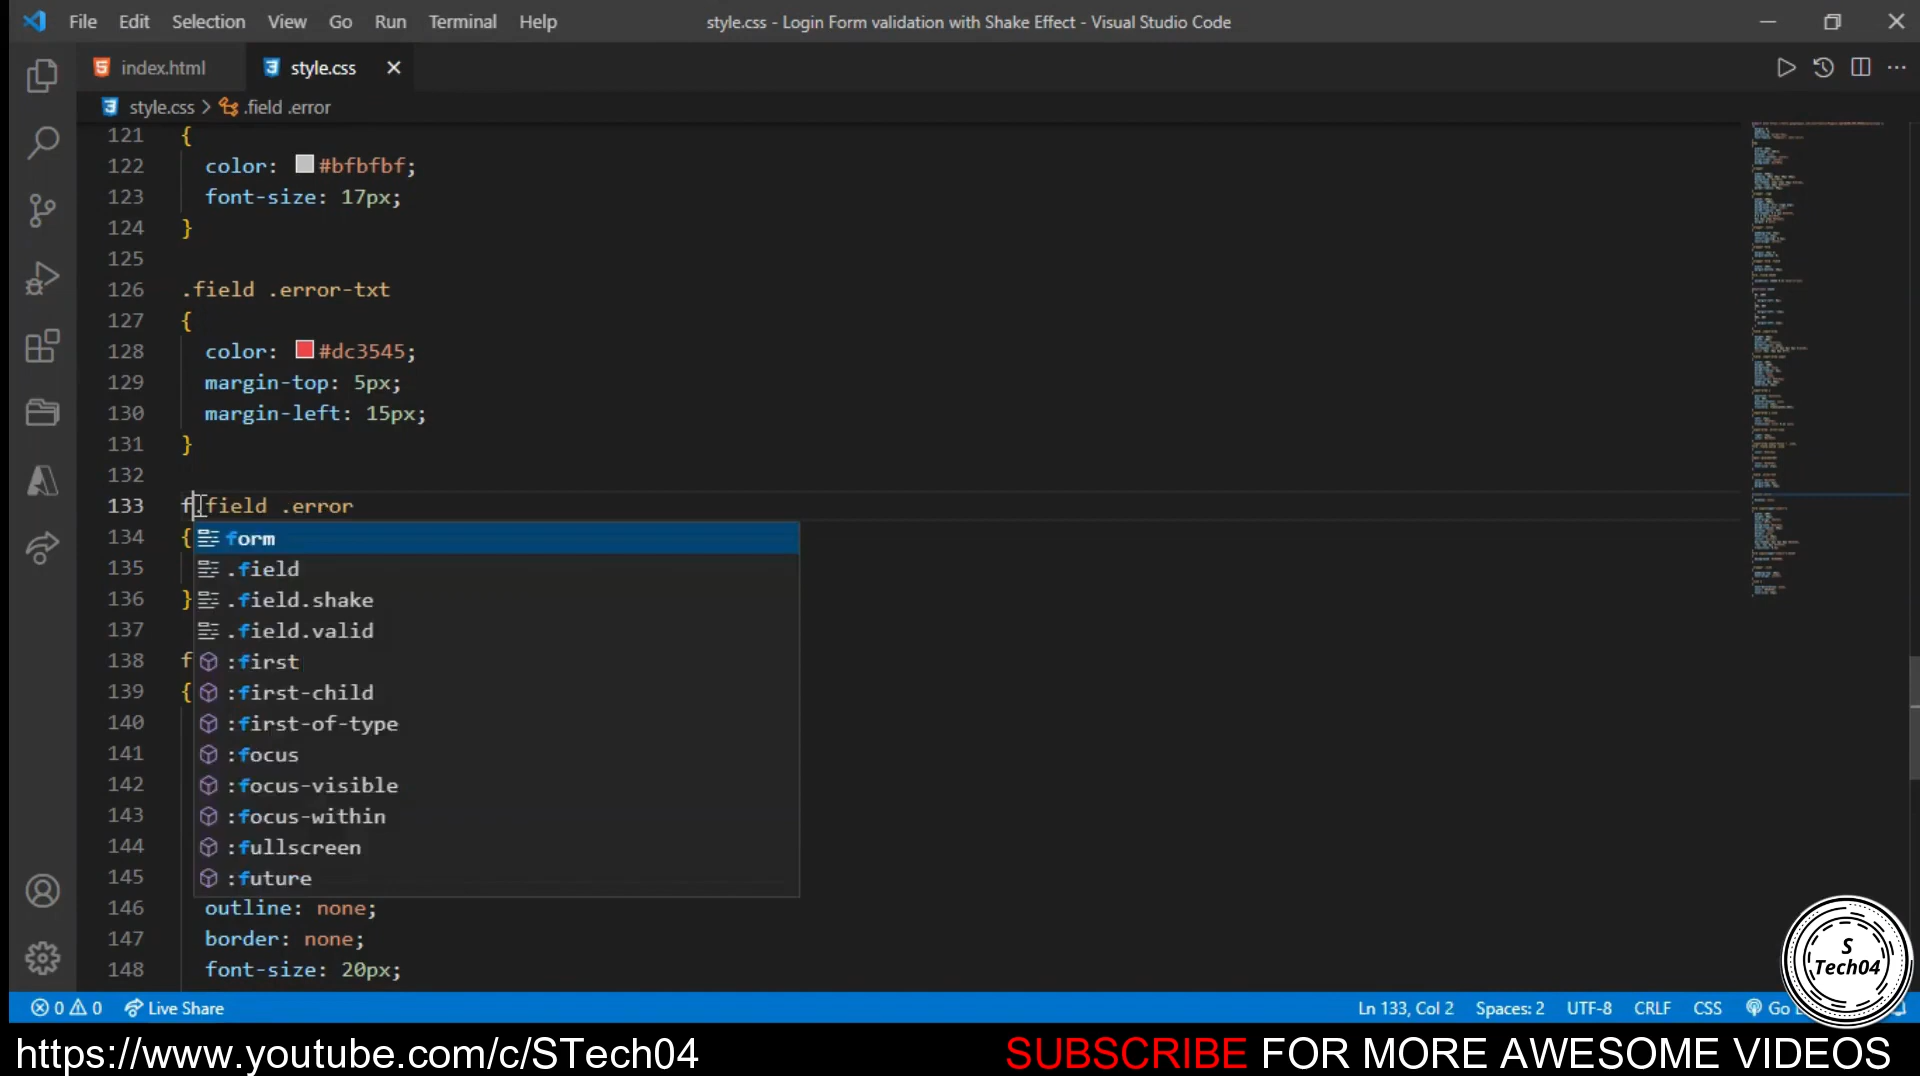 File Edit Selection View Go Run Terminal Help
style.css - Login Form validation with Shake Effect - Visual Studio Code
index.html
style.css
style.css > .field .error
121 {
122 color: #bfbfbf;
123 font-size: 17px;
124 }
125
126 .field .error-txt
127 {
128 color: #dc3545;
129 margin-top: 5px;
130 margin-left: 15px;
131 }
132
133 f.field .error
134 {
form
135
.field
136 }
.field.shake
137
.field.valid
138 f
:first
139 {
:first-child
140
:first-of-type
141
:focus
142
:focus-visible
143
:focus-within
144
:fullscreen
145
:future
146 outline: none;
147 border: none;
148 font-size: 20px;
S
Tech04
0 0 Live Share
Ln 133, Col 2 Spaces: 2 UTF-8 CRLF CSS Go
https://www.youtube.com/c/STech04
SUBSCRIBE FOR MORE AWESOME VIDEOS